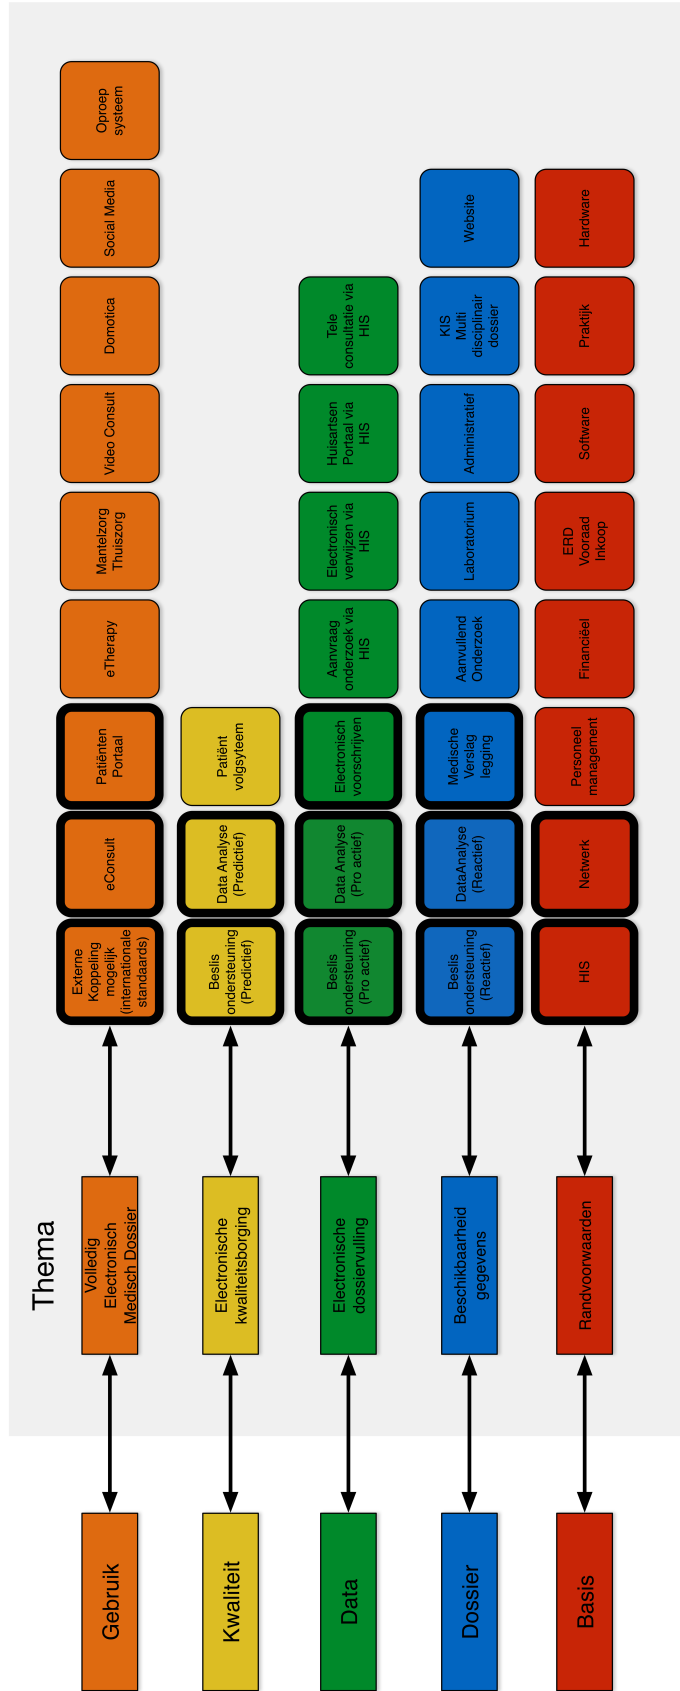 Thema
Gebruik
Volledig
Electronisch
Medisch Dossier
Externe
Koppeling
mogelijk
(internationale
standaards)
eConsult
Patiënten
Portaal
eTherapy
Mantelzorg
Thuiszorg
Video Consult
Domotica
Social Media
Oproep
systeem
Kwaliteit
Electronische
kwaliteitsborging
Beslis
ondersteuning
(Predictief)
Data Analyse
(Predictief)
Patiënt
volgsyteem
Data
Electronische
dossiervulling
Beslis
ondersteuning
(Pro actief)
Data Analyse
(Pro actief)
Electronisch
voorschrijven
Aanvraag
onderzoek via
HIS
Electronisch
verwijzen via
HIS
Huisartsen
Portaal via
HIS
Tele
consultatie via
HIS
Dossier
Beschikbaarheid
gegevens
Beslis
ondersteuning
(Reactief)
DataAnalyse
(Reactief)
Medische
Verslag
legging
Aanvullend
Onderzoek
Laboratorium
Administratief
KIS
Multi
disciplinair
dossier
Website
Basis
Randvoorwaarden
HIS
Netwerk
Personeel
management
Financiëel
ERD
Vooraad
Inkoop
Software
Praktijk
Hardware